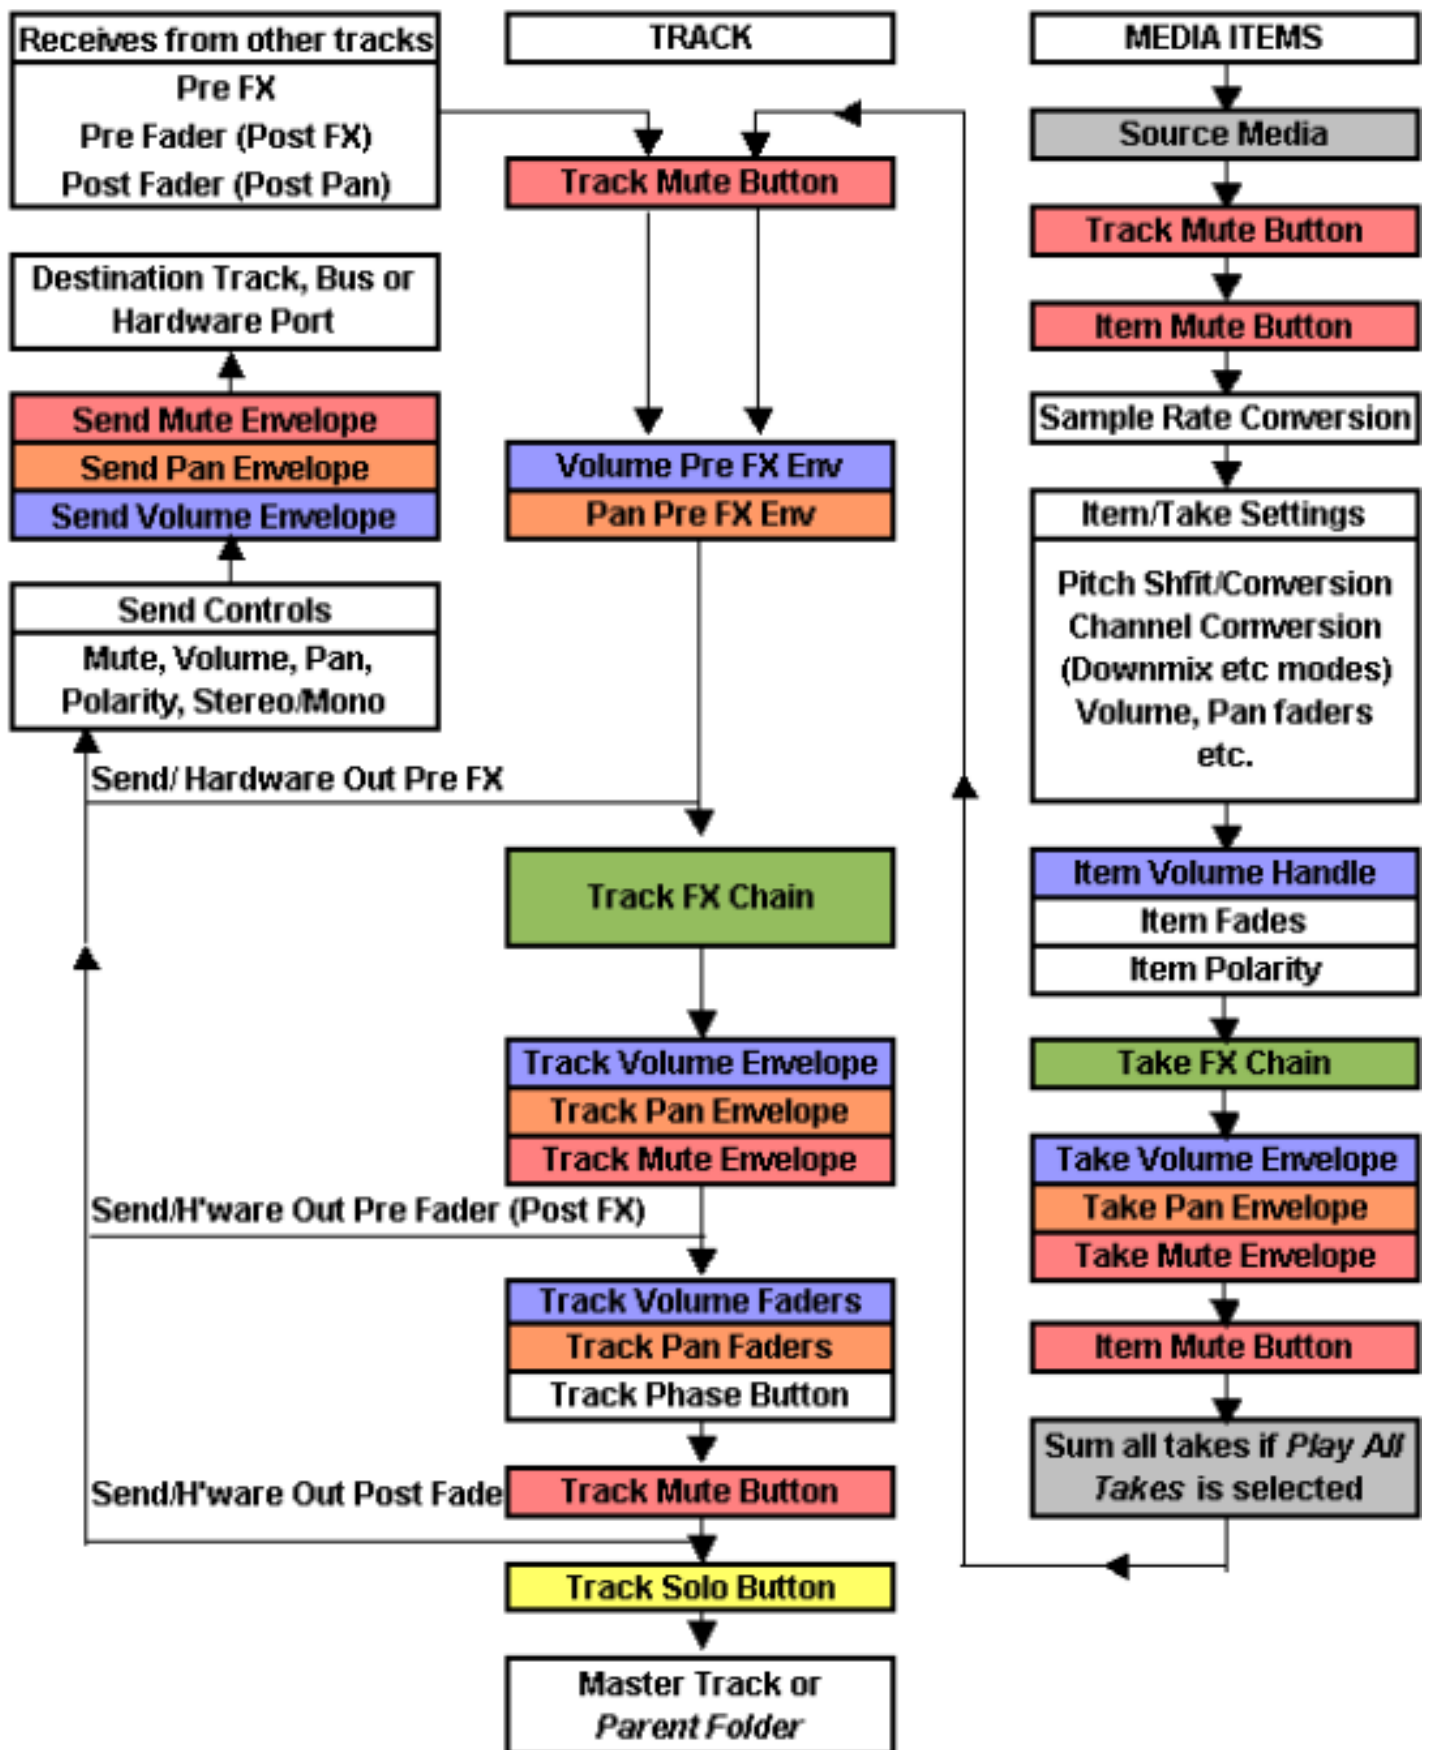 Receives from other tracks
Pre FX
Pre Fader (Post FX)
Post Fader (Post Pan)
Destination Track, Bus or
Hardware Port
Send Mute Envelope
Send Pan Envelope
Send Volume Envelope
Send Controls
Mute, Volume, Pan,
Polarity, Stereo/Mono
Send/ Hardware Out Pre FX
Send/H'ware Out Pre Fader (Post FX)
Send/H'ware Out Post Fade
TRACK
Track Mute Button
Volume Pre FX Env
Pan Pre FX Env
Track FX Chain
Track Volume Envelope
Track Pan Envelope
Track Mute Envelope
Track Volume Faders
Track Pan Faders
Track Phase Button
Track Mute Button
Track Solo Button
Master Track or
Parent Folder
MEDIA ITEMS
Source Media
Track Mute Button
Item Mute Button
Sample Rate Conversion
Item/Take Settings
Pitch Shfit/Conversion
Channel Comversion
(Downmix etc modes)
Volume, Pan faders
etc.
Item Volume Handle
Item Fades
Item Polarity
Take FX Chain
Take Volume Envelope
Take Pan Envelope
Take Mute Envelope
Item Mute Button
Sum all takes if Play All
Takes is selected